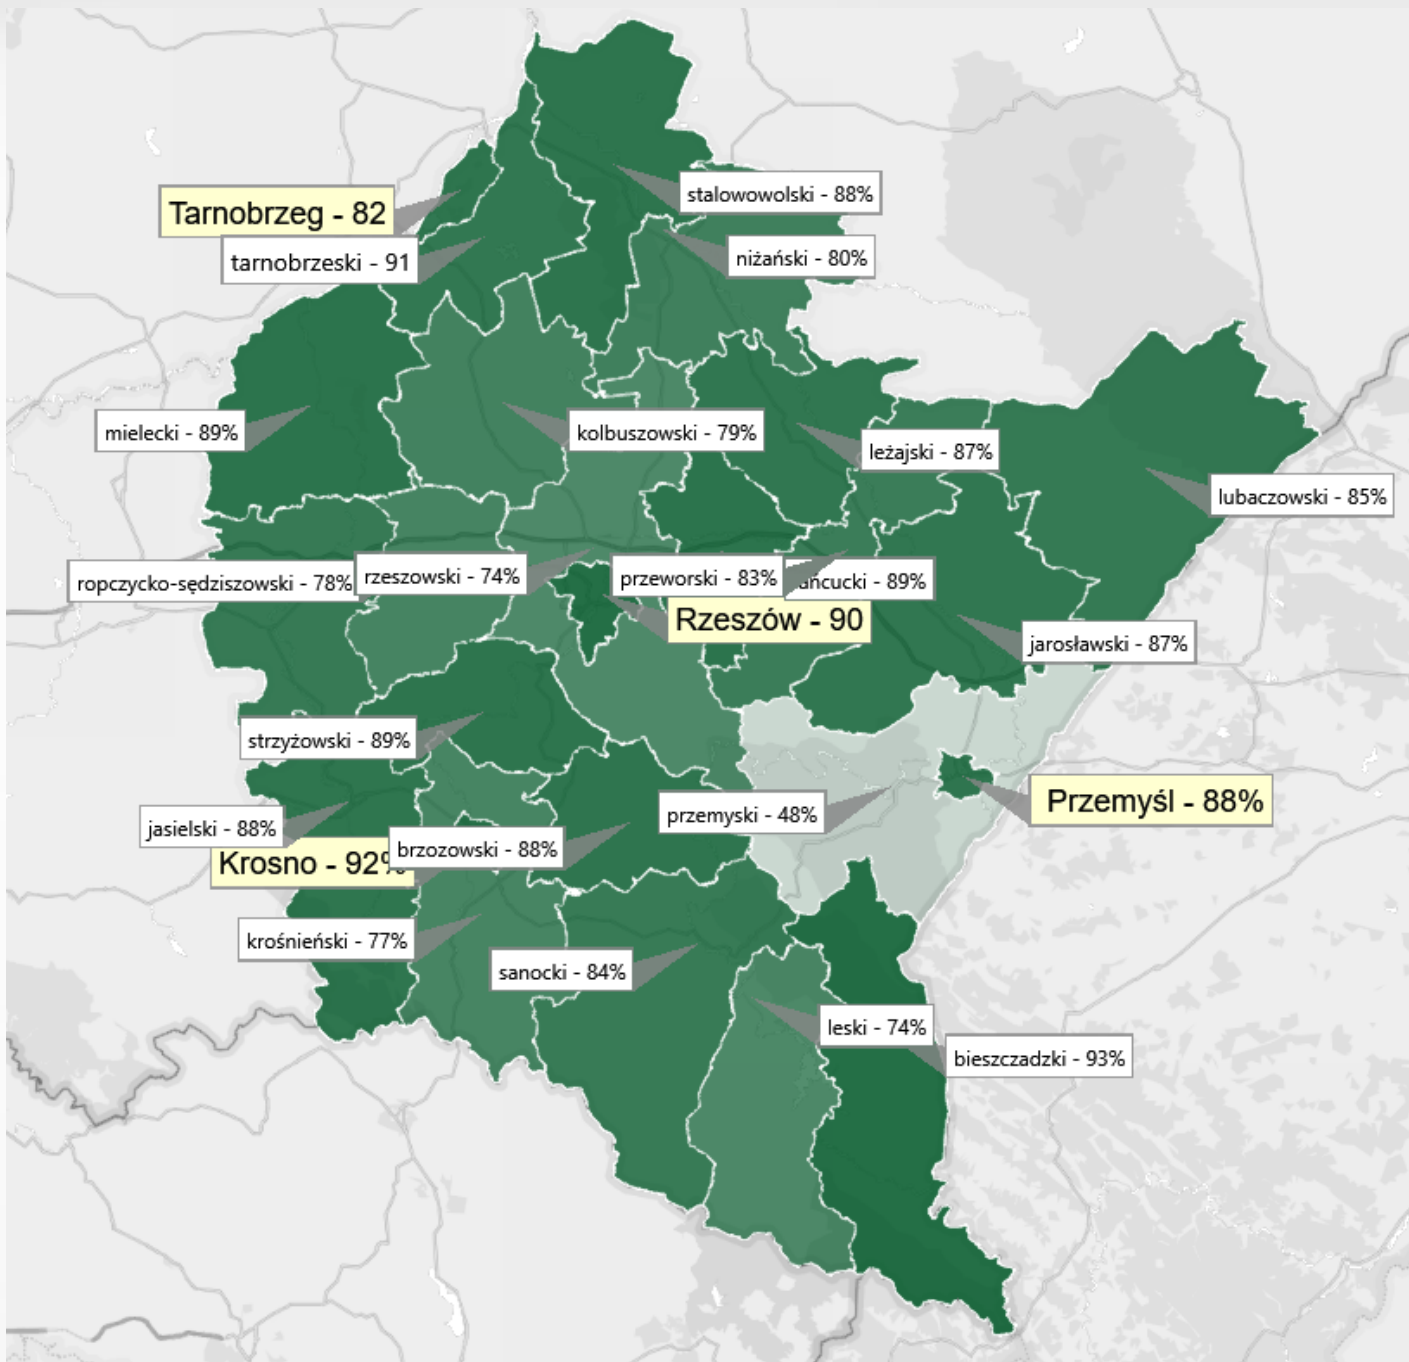 stalowowolski - 88%
Tarnobrzeg - 82
niżański - 80%
tarnobrzeski - 91
mielecki - 89%
kolbuszowski - 79%
leżajski - 87%
lubaczowski - 85%
ropczycko-sędziszowski - 78%
rzeszowski - 74%
przeworski - 83%
ańcucki - 89%
Rzeszów - 90
jarosławski - 87%
strzyżowski - 89%
Przemyśl - 88%
przemyski - 48%
jasielski - 88%
brzozowski - 88%
Krosno - 92%
krośnieński - 77%
sanocki - 84%
leski - 74%
bieszczadzki - 93%